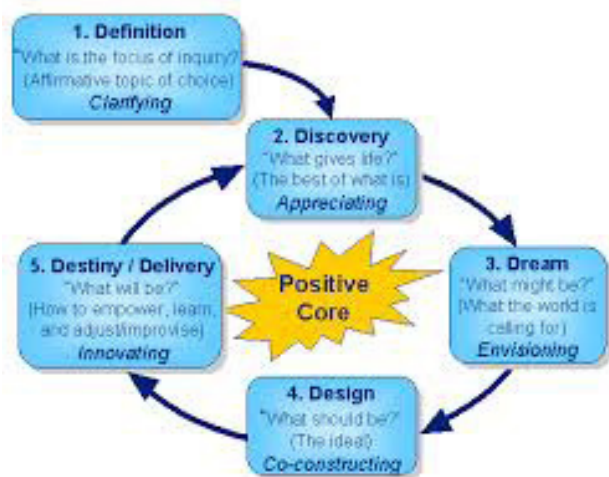 1. Definition
"What is the focus of inquiry?
(Affirmative topic of choice)
Clarifying
2. Discovery
"What gives life?"
(The best of what is)
Appreciating
3. Dream
"What might be?"
(What the world is
calling for)
Envisioning
4. Design
"What should be?"
(The ideal)
Co-constructing
5. Destiny / Delivery
"What will be?"
(How to empower, learn,
and adjust/improvise)
Innovating
Positive
Core